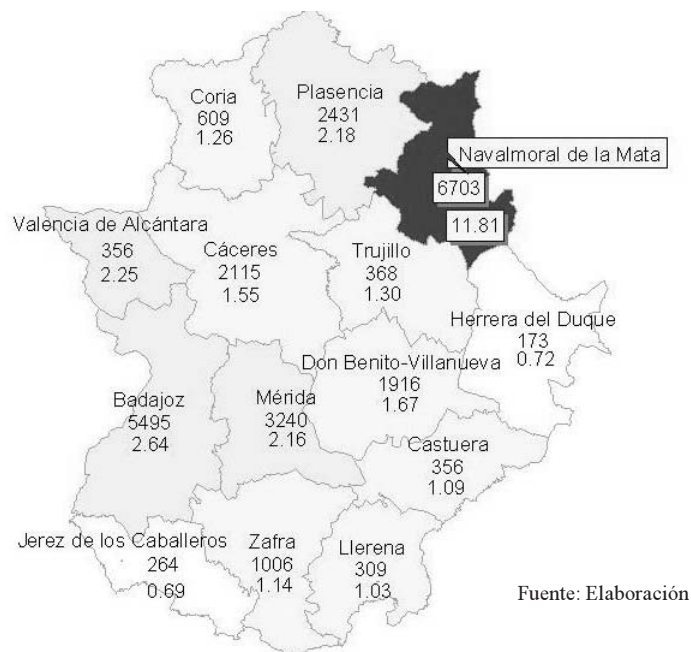 Coria
609
1.26
Plasencia
2431
2.18
Navalmoral de la Mata
6703
11.81
Valencia de Alcántara
356
2.25
Cáceres
2115
1.55
Trujillo
368
1.30
Herrera del Duque
173
0.72
Don Benito-Villanueva
1916
1.67
Badajoz
5495
2.64
Mérida
3240
2.16
Castuera
356
1.09
Jerez de los Caballeros
264
0.69
Zafra
1006
1.14
Llerena
309
1.03
Fuente: Elaboración